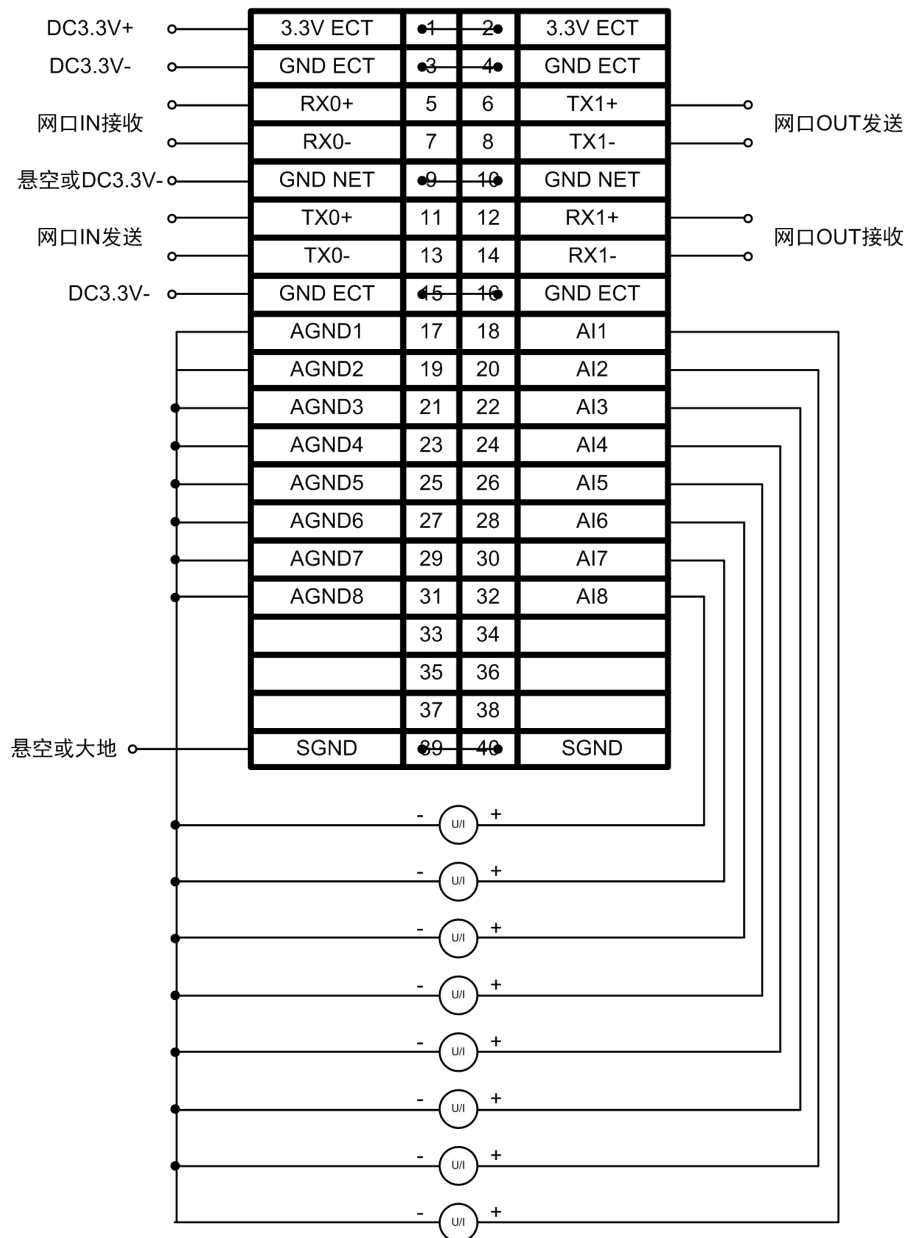 DC3.3V+ 3.3V ECT 1 2 3.3V ECT
DC3.3V- GND ECT 3 4 GND ECT
网口IN接收 RX0+ 5 6 TX1+ 网口OUT发送
RX0- 7 8 TX1-
悬空或DC3.3V- GND NET 9 10 GND NET
网口IN发送 TX0+ 11 12 RX1+ 网口OUT接收
TX0- 13 14 RX1-
DC3.3V- GND ECT 15 16 GND ECT
AGND1 17 18 AI1
AGND2 19 20 AI2
AGND3 21 22 AI3
AGND4 23 24 AI4
AGND5 25 26 AI5
AGND6 27 28 AI6
AGND7 29 30 AI7
AGND8 31 32 AI8
33 34
35 36
37 38
悬空或大地 SGND 39 40 SGND
- U/I +
- U/I +
- U/I +
- U/I +
- U/I +
- U/I +
- U/I +
- U/I +